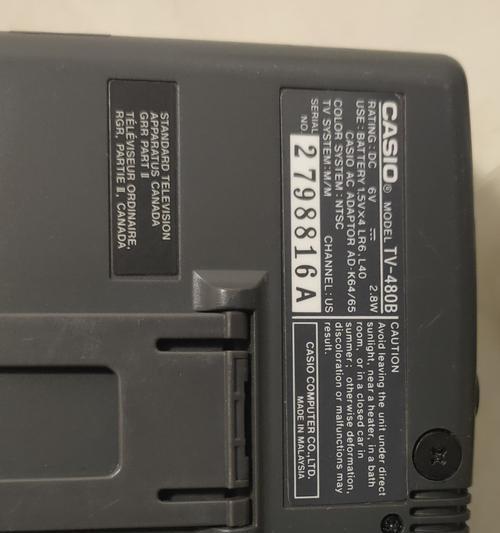 CASIO® MODEL TV-480B
RATING : DC 6V ⎓ 2.8W
USE : BATTERY 1.5V×4 LR6, L40
CASIO AC ADAPTOR AD-K64/65
COLOR SYSTEM : NTSC
TV SYSTEM : M/M CHANNEL : US
SERIAL NO. 2798816A
CAUTION
Avoid leaving the unit under direct
sunlight, near a heater, in a bath
room, or in a closed car in
summer; otherwise deformation,
discoloration or malfunctions may
result.
CASIO COMPUTER CO., LTD.
MADE IN MALAYSIA
STANDARD TELEVISION
APPARATUS CANADA
GRR PART II
TÉLÉVISEUR ORDINAIRE,
RGR, PARTIE II, CANADA